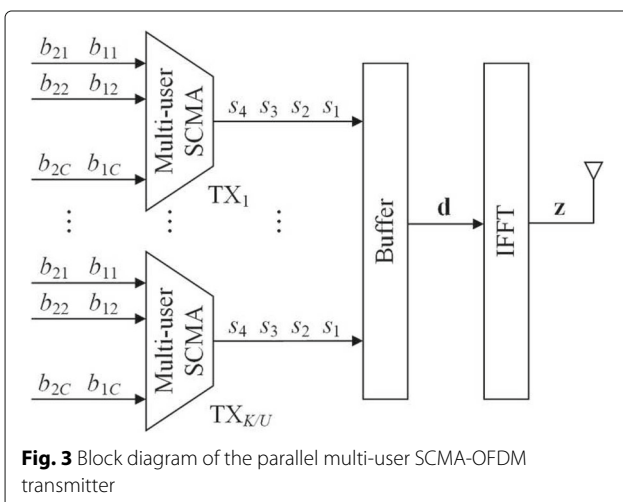 b21 b11
b22 b12
b2C b1C
Multi-user
SCMA
s4 s3 s2 s1
TX1
⋮ ⋮ ⋮
b21 b11
b22 b12
b2C b1C
Multi-user
SCMA
s4 s3 s2 s1
TXK/U
Buffer
d
IFFT
z
Fig. 3 Block diagram of the parallel multi-user SCMA-OFDM
transmitter